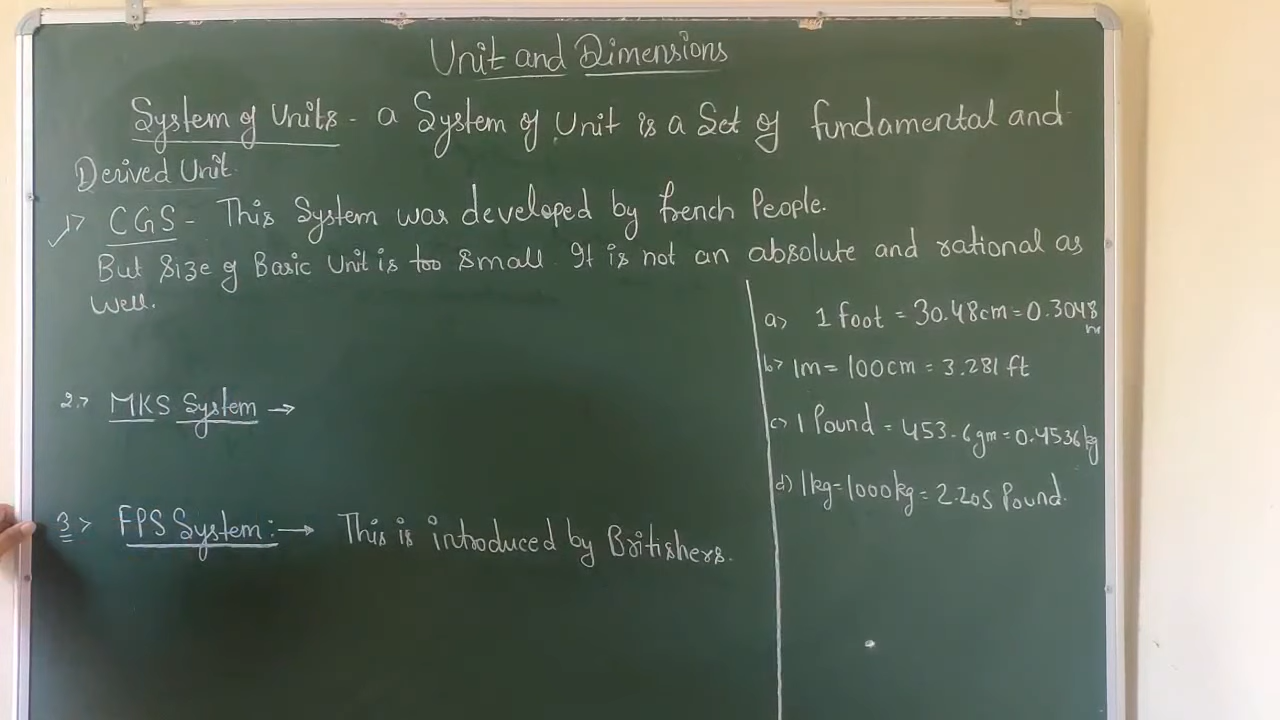 Unit and Dimensions
System of Units - a System of Unit is a Set of fundamental and
Derived Unit.
1> CGS - This System was developed by french People.
But Size of Basic Unit is too Small. It is not an absolute and rational as
well.
2.> MKS System →
3> FPS System:→ This is introduced by Britishers.
a> 1 foot = 30.48cm = 0.3048
m
b> 1m = 100cm = 3.281 ft
c> 1 Pound = 453.6gm = 0.4536kg
d) 1kg = 1000kg = 2.205 Pound.